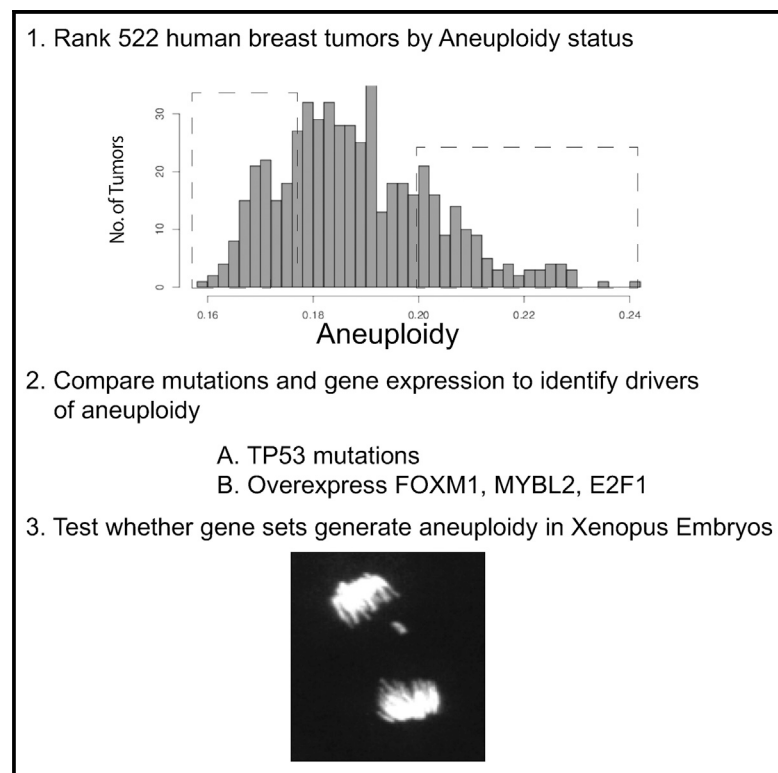 1. Rank 522 human breast tumors by Aneuploidy status
No. of Tumors
30
20
10
0
0.16 0.18 0.20 0.22 0.24
Aneuploidy
2. Compare mutations and gene expression to identify drivers
of aneuploidy
A. TP53 mutations
B. Overexpress FOXM1, MYBL2, E2F1
3. Test whether gene sets generate aneuploidy in Xenopus Embryos